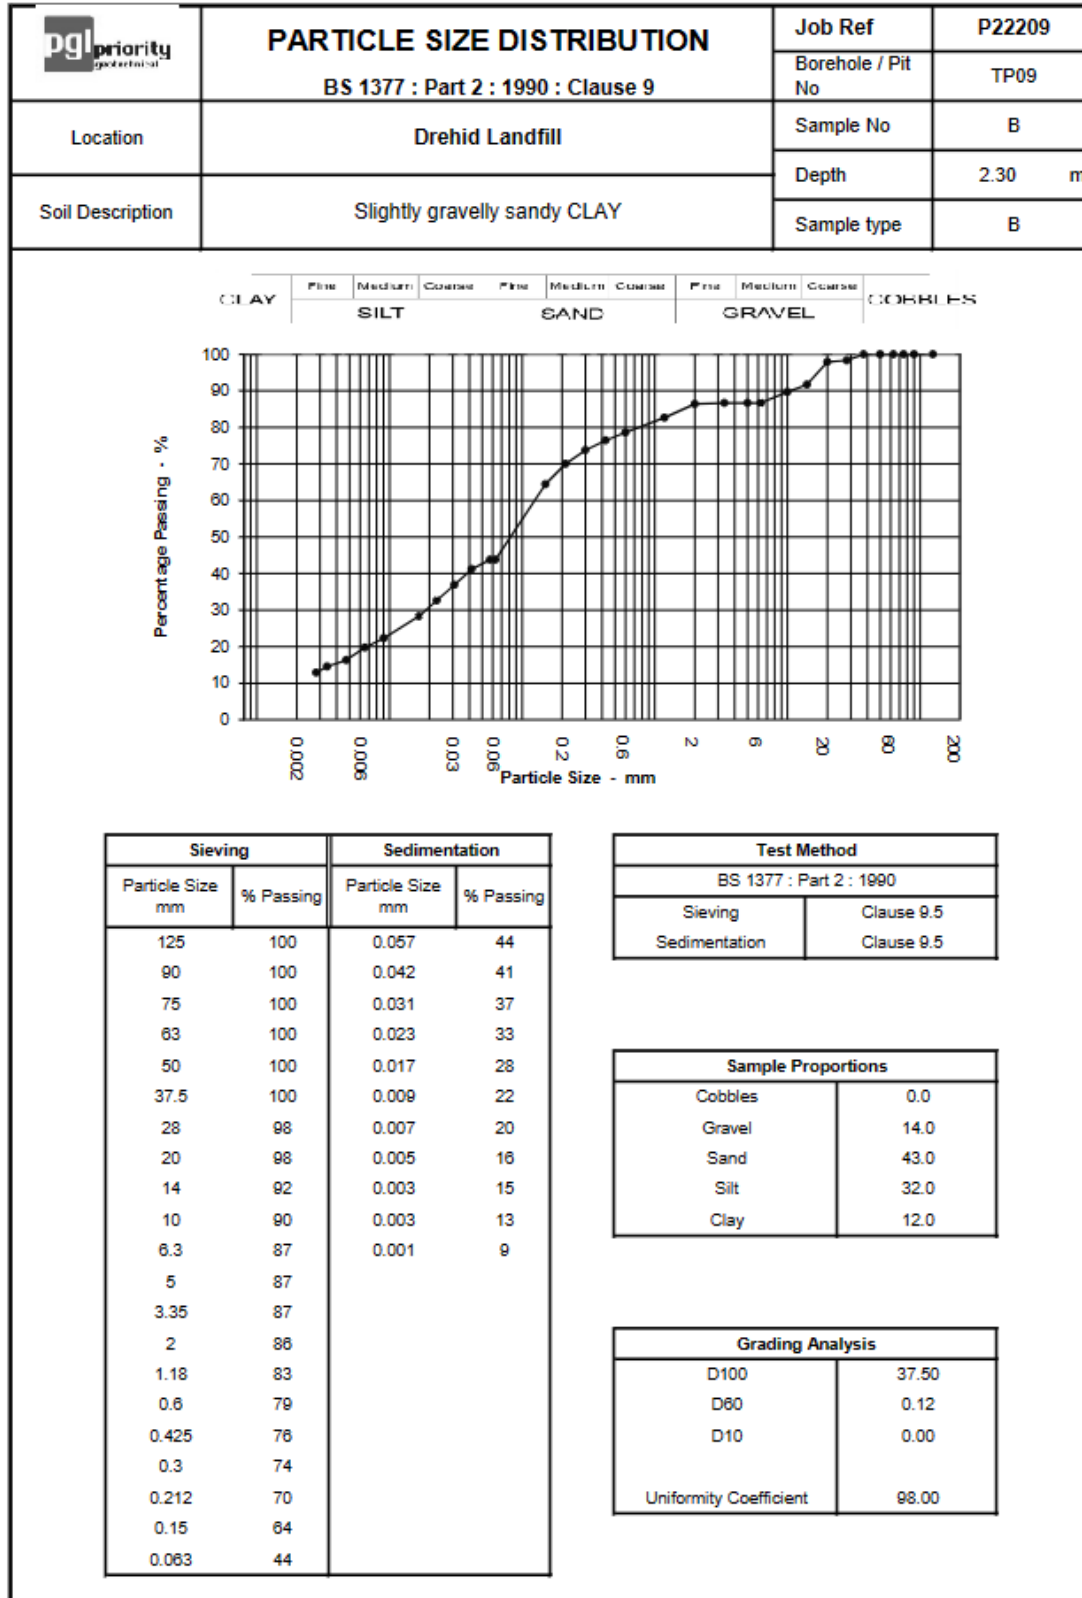 pgl priority
geotechnical
PARTICLE SIZE DISTRIBUTION
BS 1377 : Part 2 : 1990 : Clause 9
Job Ref P22209
Borehole / Pit No TP09
Location Drehid Landfill
Sample No B
Depth 2.30 m
Soil Description Slightly gravelly sandy CLAY
Sample type B
CLAY Fine Medium Coarse Fine Medium Coarse Fine Medium Coarse COBBLES
SILT SAND GRAVEL
Percentage Passing - %
100
90
80
70
60
50
40
30
20
10
0
0.002 0.006 0.03 0.06 0.2 0.6 2 6 20 60 200
Particle Size - mm
Sieving Sedimentation
Particle Size mm % Passing Particle Size mm % Passing
125 100 0.057 44
90 100 0.042 41
75 100 0.031 37
63 100 0.023 33
50 100 0.017 28
37.5 100 0.009 22
28 98 0.007 20
20 98 0.005 16
14 92 0.003 15
10 90 0.003 13
6.3 87 0.001 9
5 87
3.35 87
2 86
1.18 83
0.6 79
0.425 76
0.3 74
0.212 70
0.15 64
0.063 44
Test Method
BS 1377 : Part 2 : 1990
Sieving Clause 9.5
Sedimentation Clause 9.5
Sample Proportions
Cobbles 0.0
Gravel 14.0
Sand 43.0
Silt 32.0
Clay 12.0
Grading Analysis
D100 37.50
D60 0.12
D10 0.00
Uniformity Coefficient 98.00